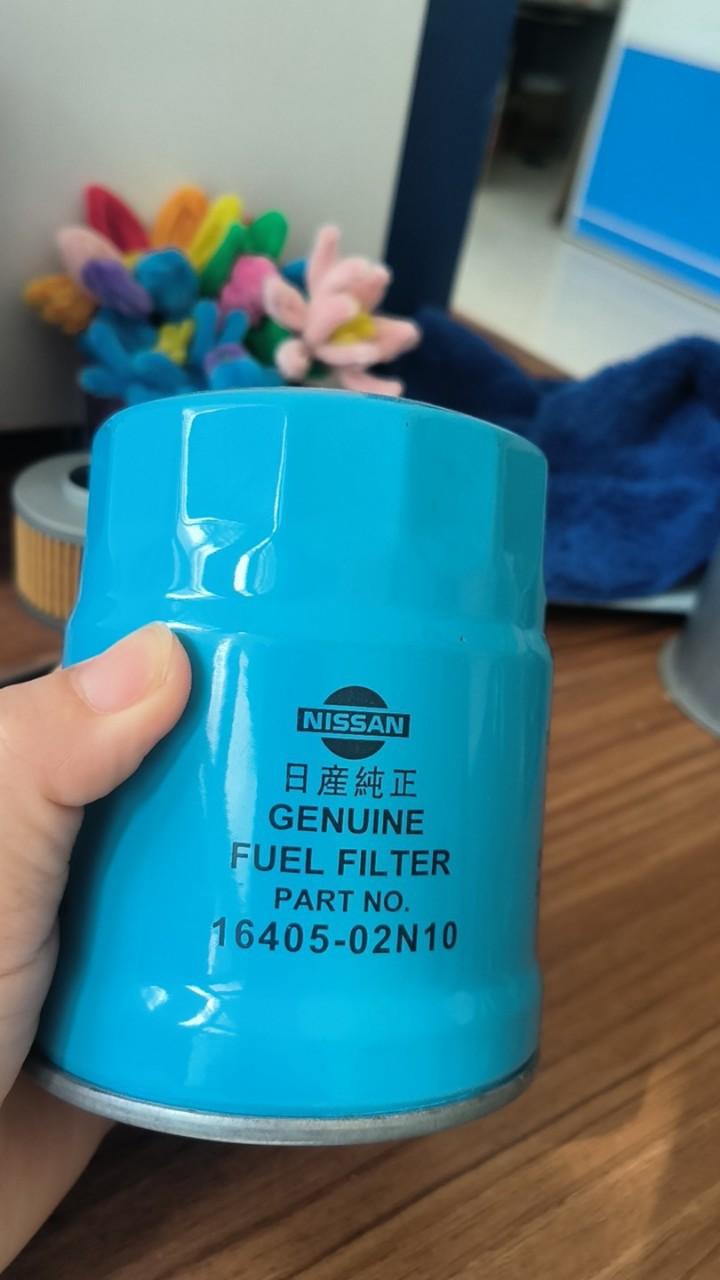 NISSAN
日産純正
GENUINE
FUEL FILTER
PART NO.
16405-02N10